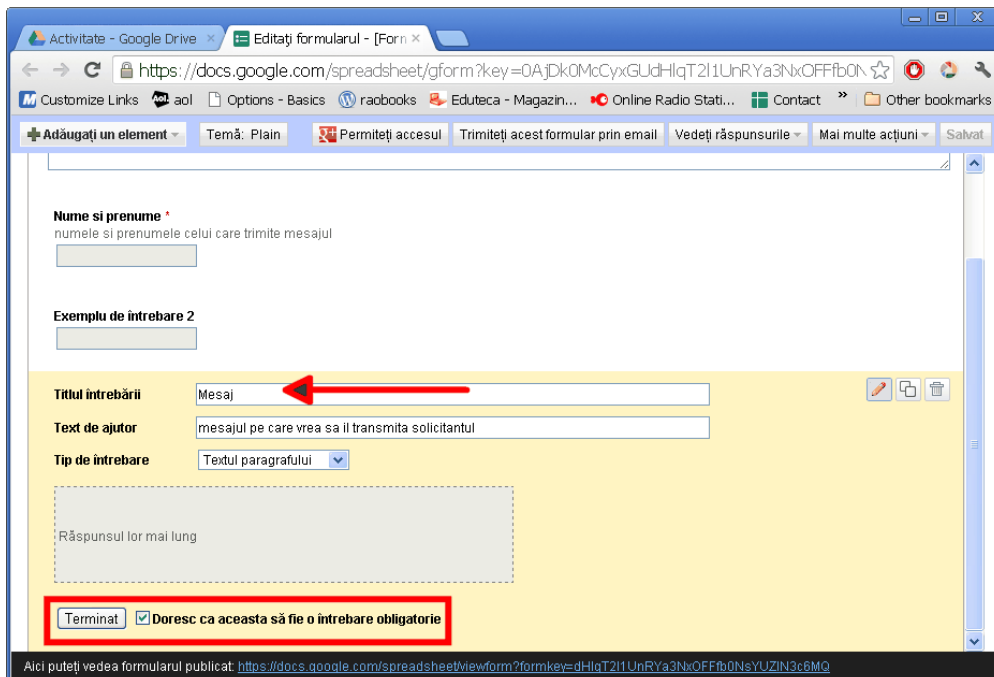 Activitate - Google Drive × Editați formularul - [Forn ×
https://docs.google.com/spreadsheet/gform?key=0AjDk0McCyxGUdHlqT2l1UnRYa3NxOFFfb0N
Customize Links aol Options - Basics raobooks Eduteca - Magazin... Online Radio Stati... Contact » Other bookmarks
Adăugați un element Temă: Plain Permiteți accesul Trimiteți acest formular prin email Vedeți răspunsurile Mai multe acțiuni Salvat
Nume si prenume *
numele si prenumele celui care trimite mesajul
Exemplu de întrebare 2
Titlul întrebării Mesaj
Text de ajutor mesajul pe care vrea sa il transmita solicitantul
Tip de întrebare Textul paragrafului
Răspunsul lor mai lung
Terminat Doresc ca aceasta să fie o întrebare obligatorie
Aici puteți vedea formularul publicat: https://docs.google.com/spreadsheet/viewform?formkey=dHlqT2l1UnRYa3NxOFFfb0NsYUZIN3c6MQ